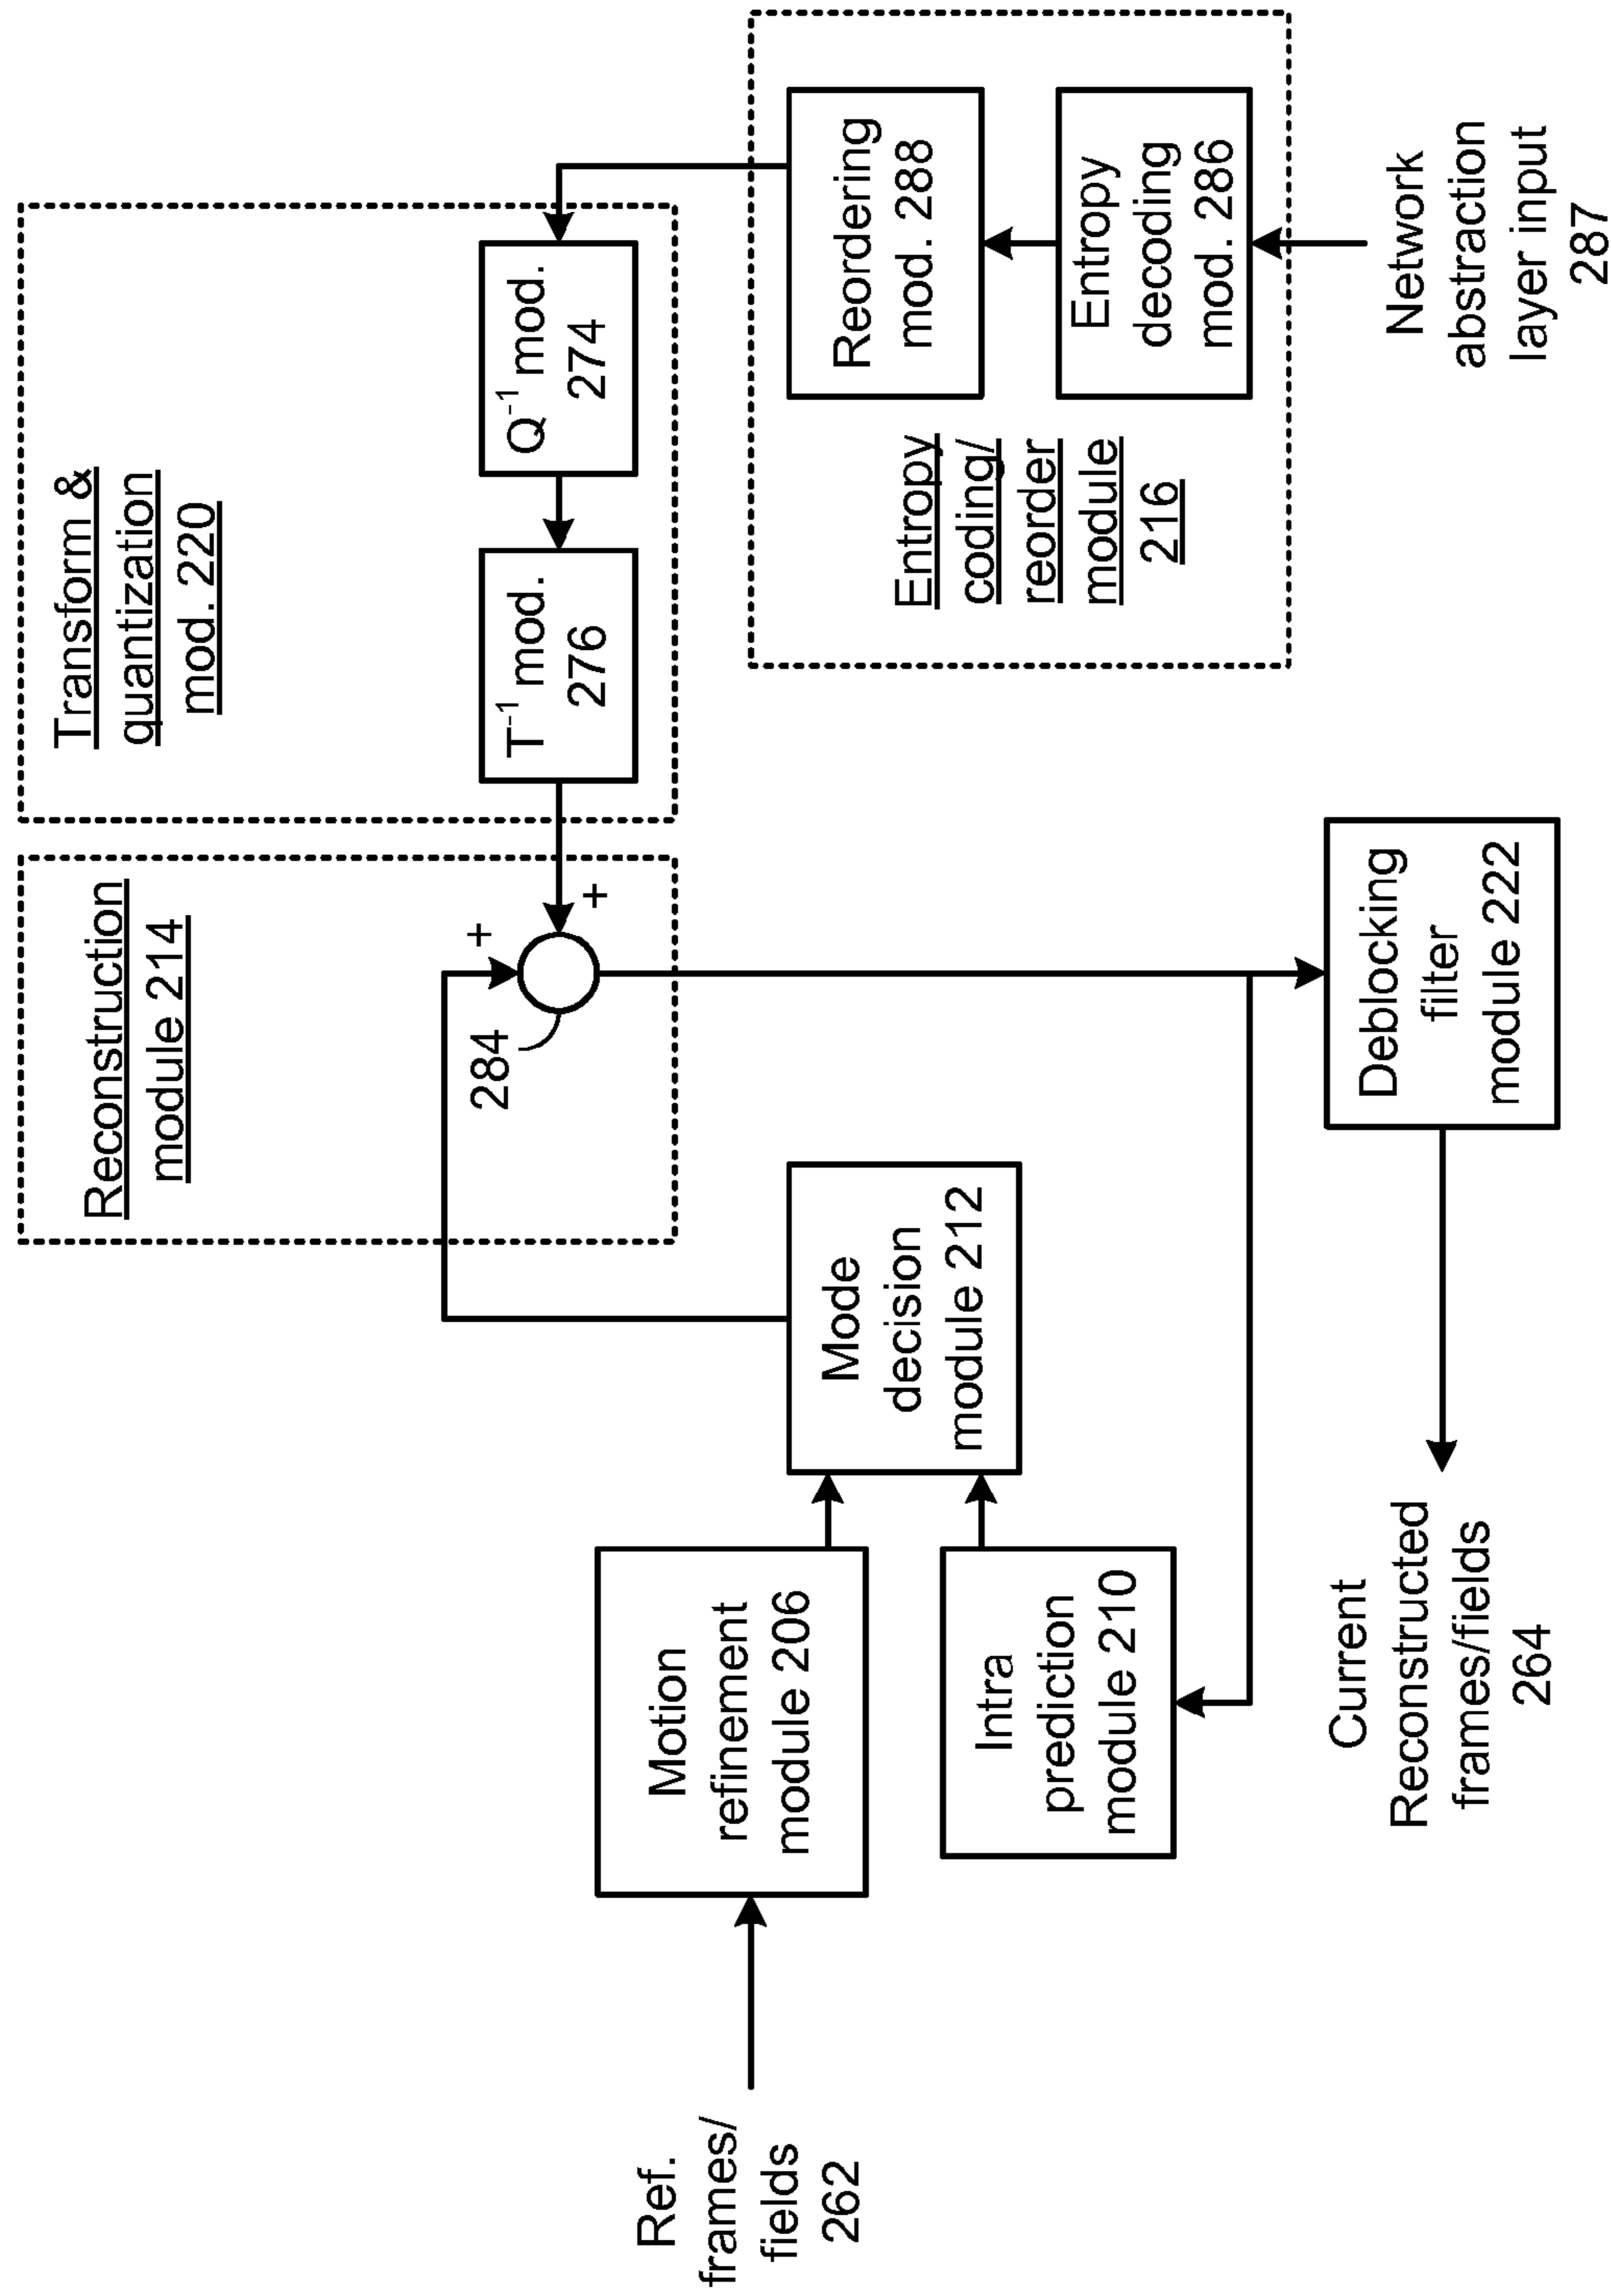 Reconstruction
module 214
Transform &
quantization
mod. 220
+
+
284
T⁻¹ mod.
276
Q⁻¹ mod.
274
Ref.
frames/
fields
262
Motion
refinement
module 206
Mode
decision
module 212
Intra
prediction
module 210
Entropy
coding/
reorder
module
216
Reordering
mod. 288
Entropy
decoding
mod. 286
Current
Reconstructed
frames/fields
264
Deblocking
filter
module 222
Network
abstraction
layer input
287